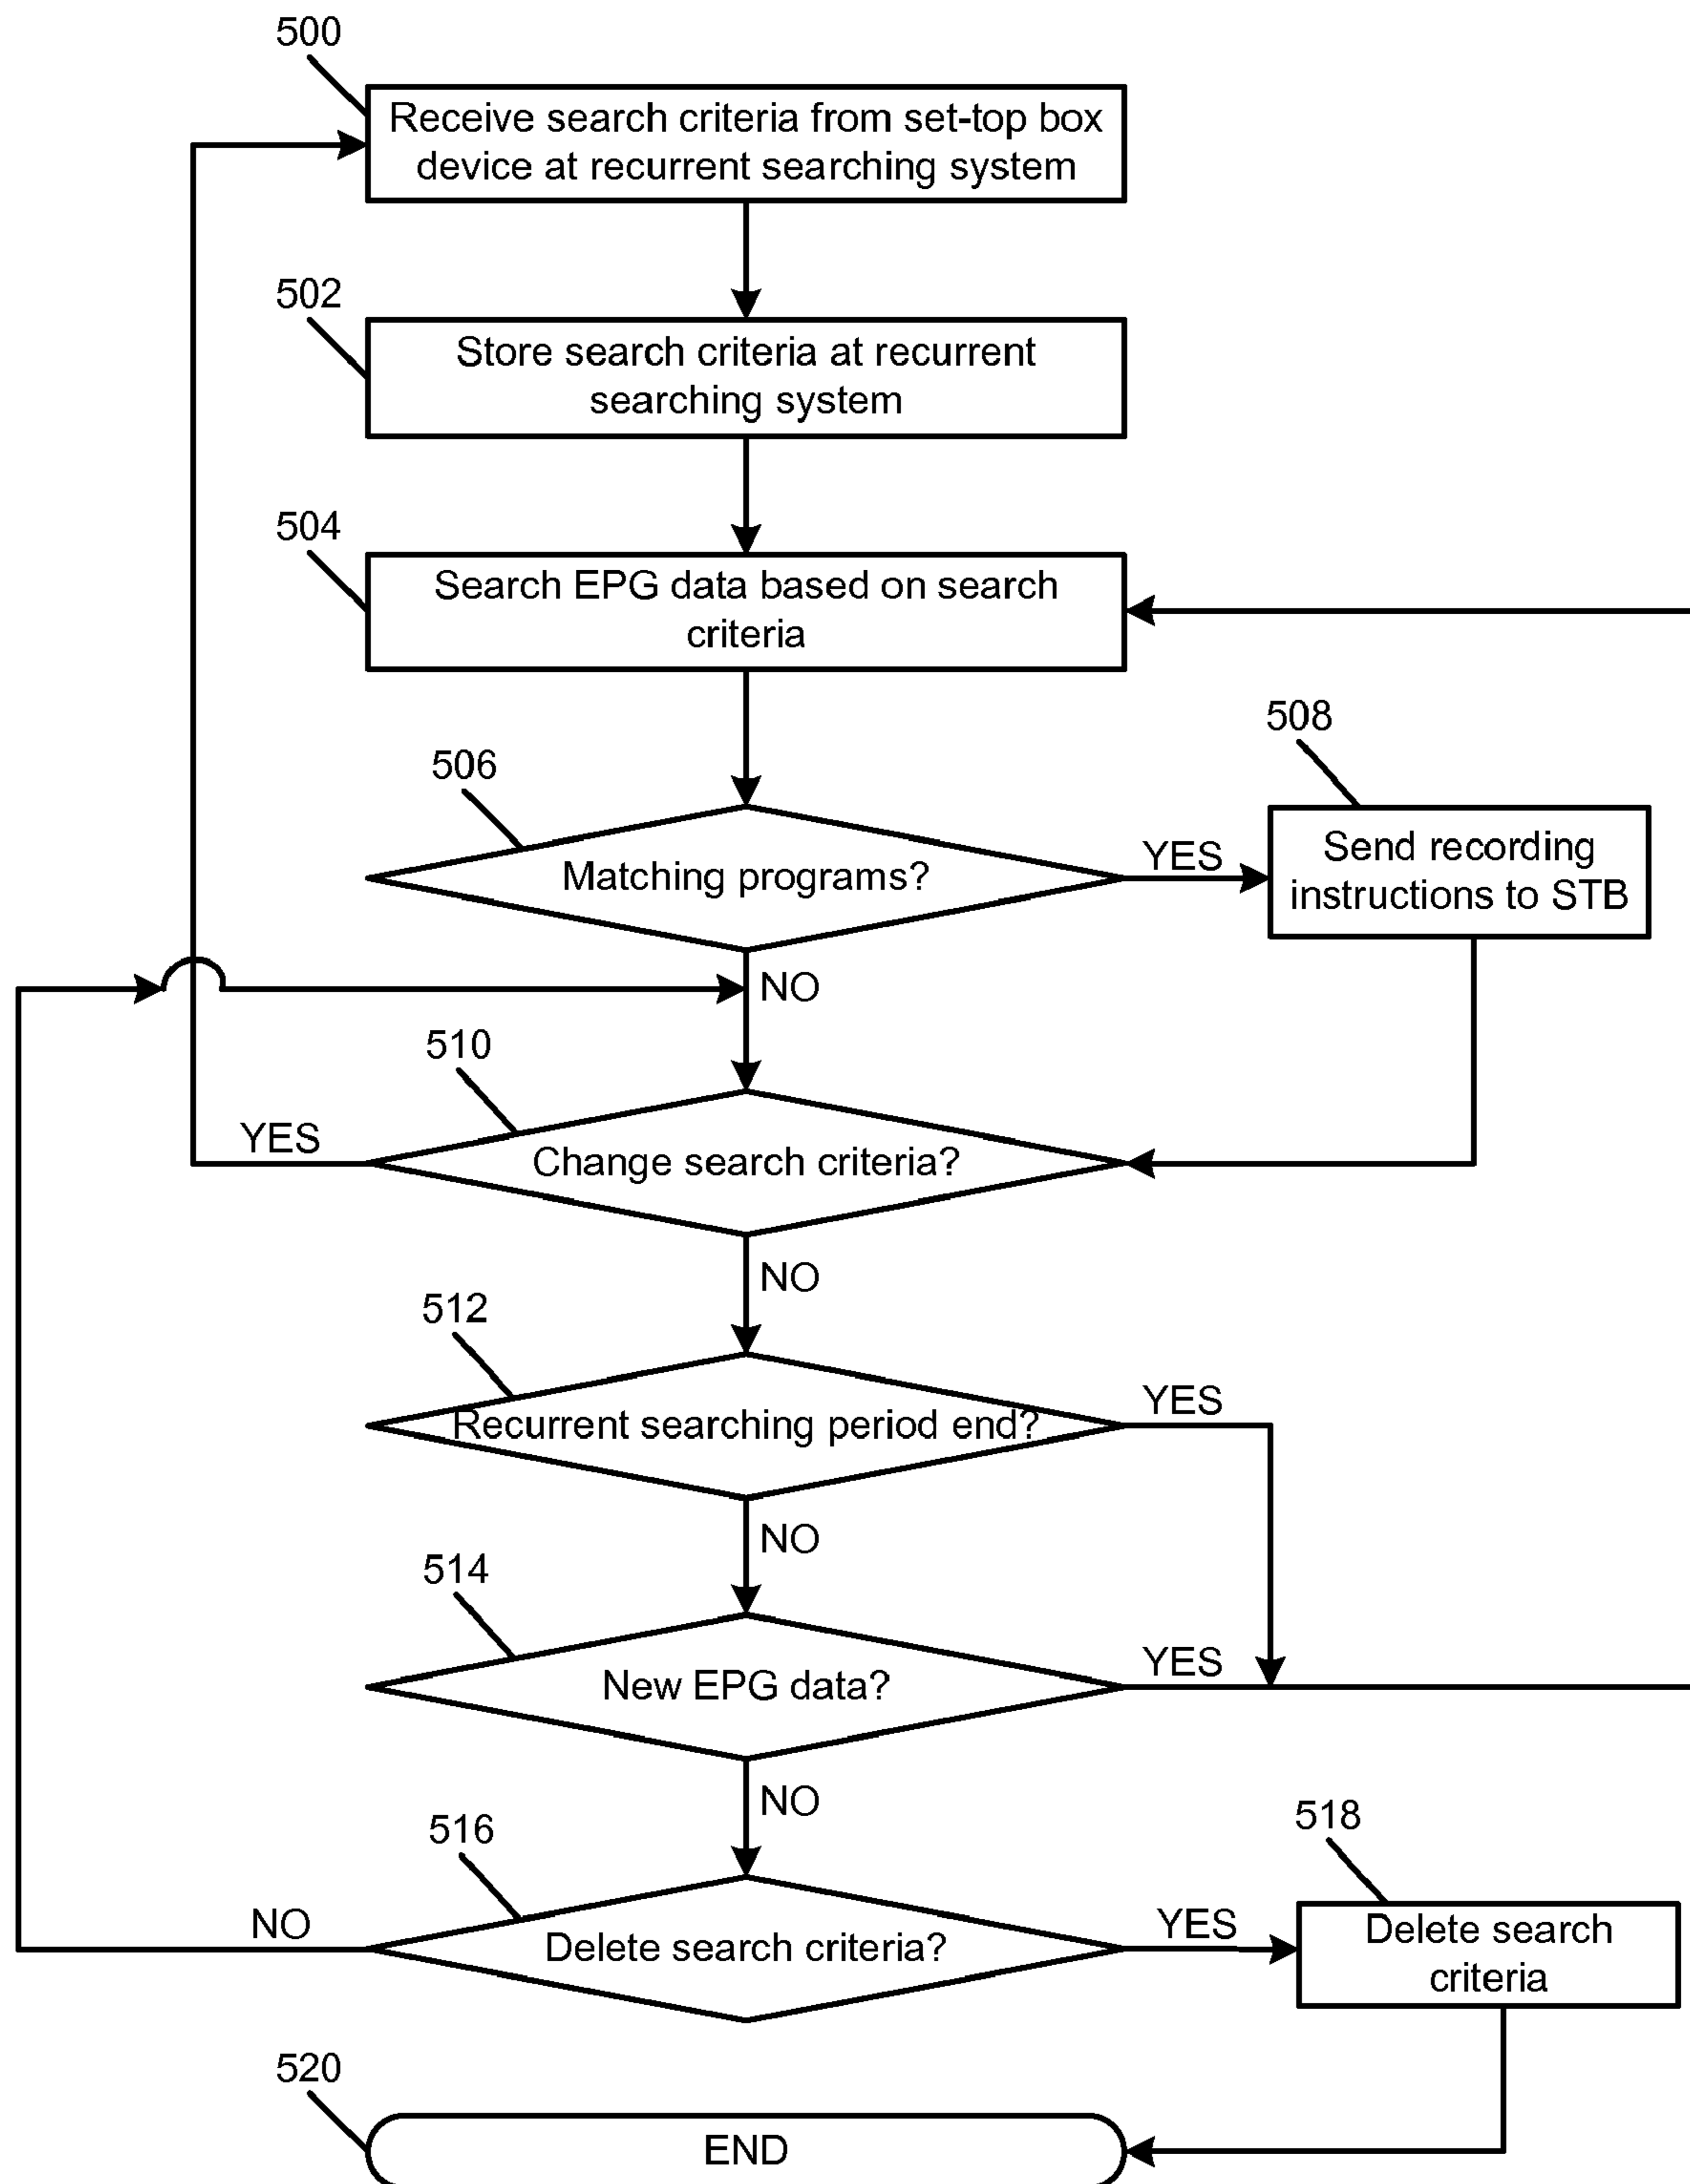 500
Receive search criteria from set-top box
device at recurrent searching system
502
Store search criteria at recurrent
searching system
504
Search EPG data based on search
criteria
506
Matching programs?
YES
508
Send recording
instructions to STB
NO
510
Change search criteria?
YES
NO
512
Recurrent searching period end?
YES
NO
514
New EPG data?
YES
NO
516
Delete search criteria?
NO
YES
518
Delete search
criteria
520
END